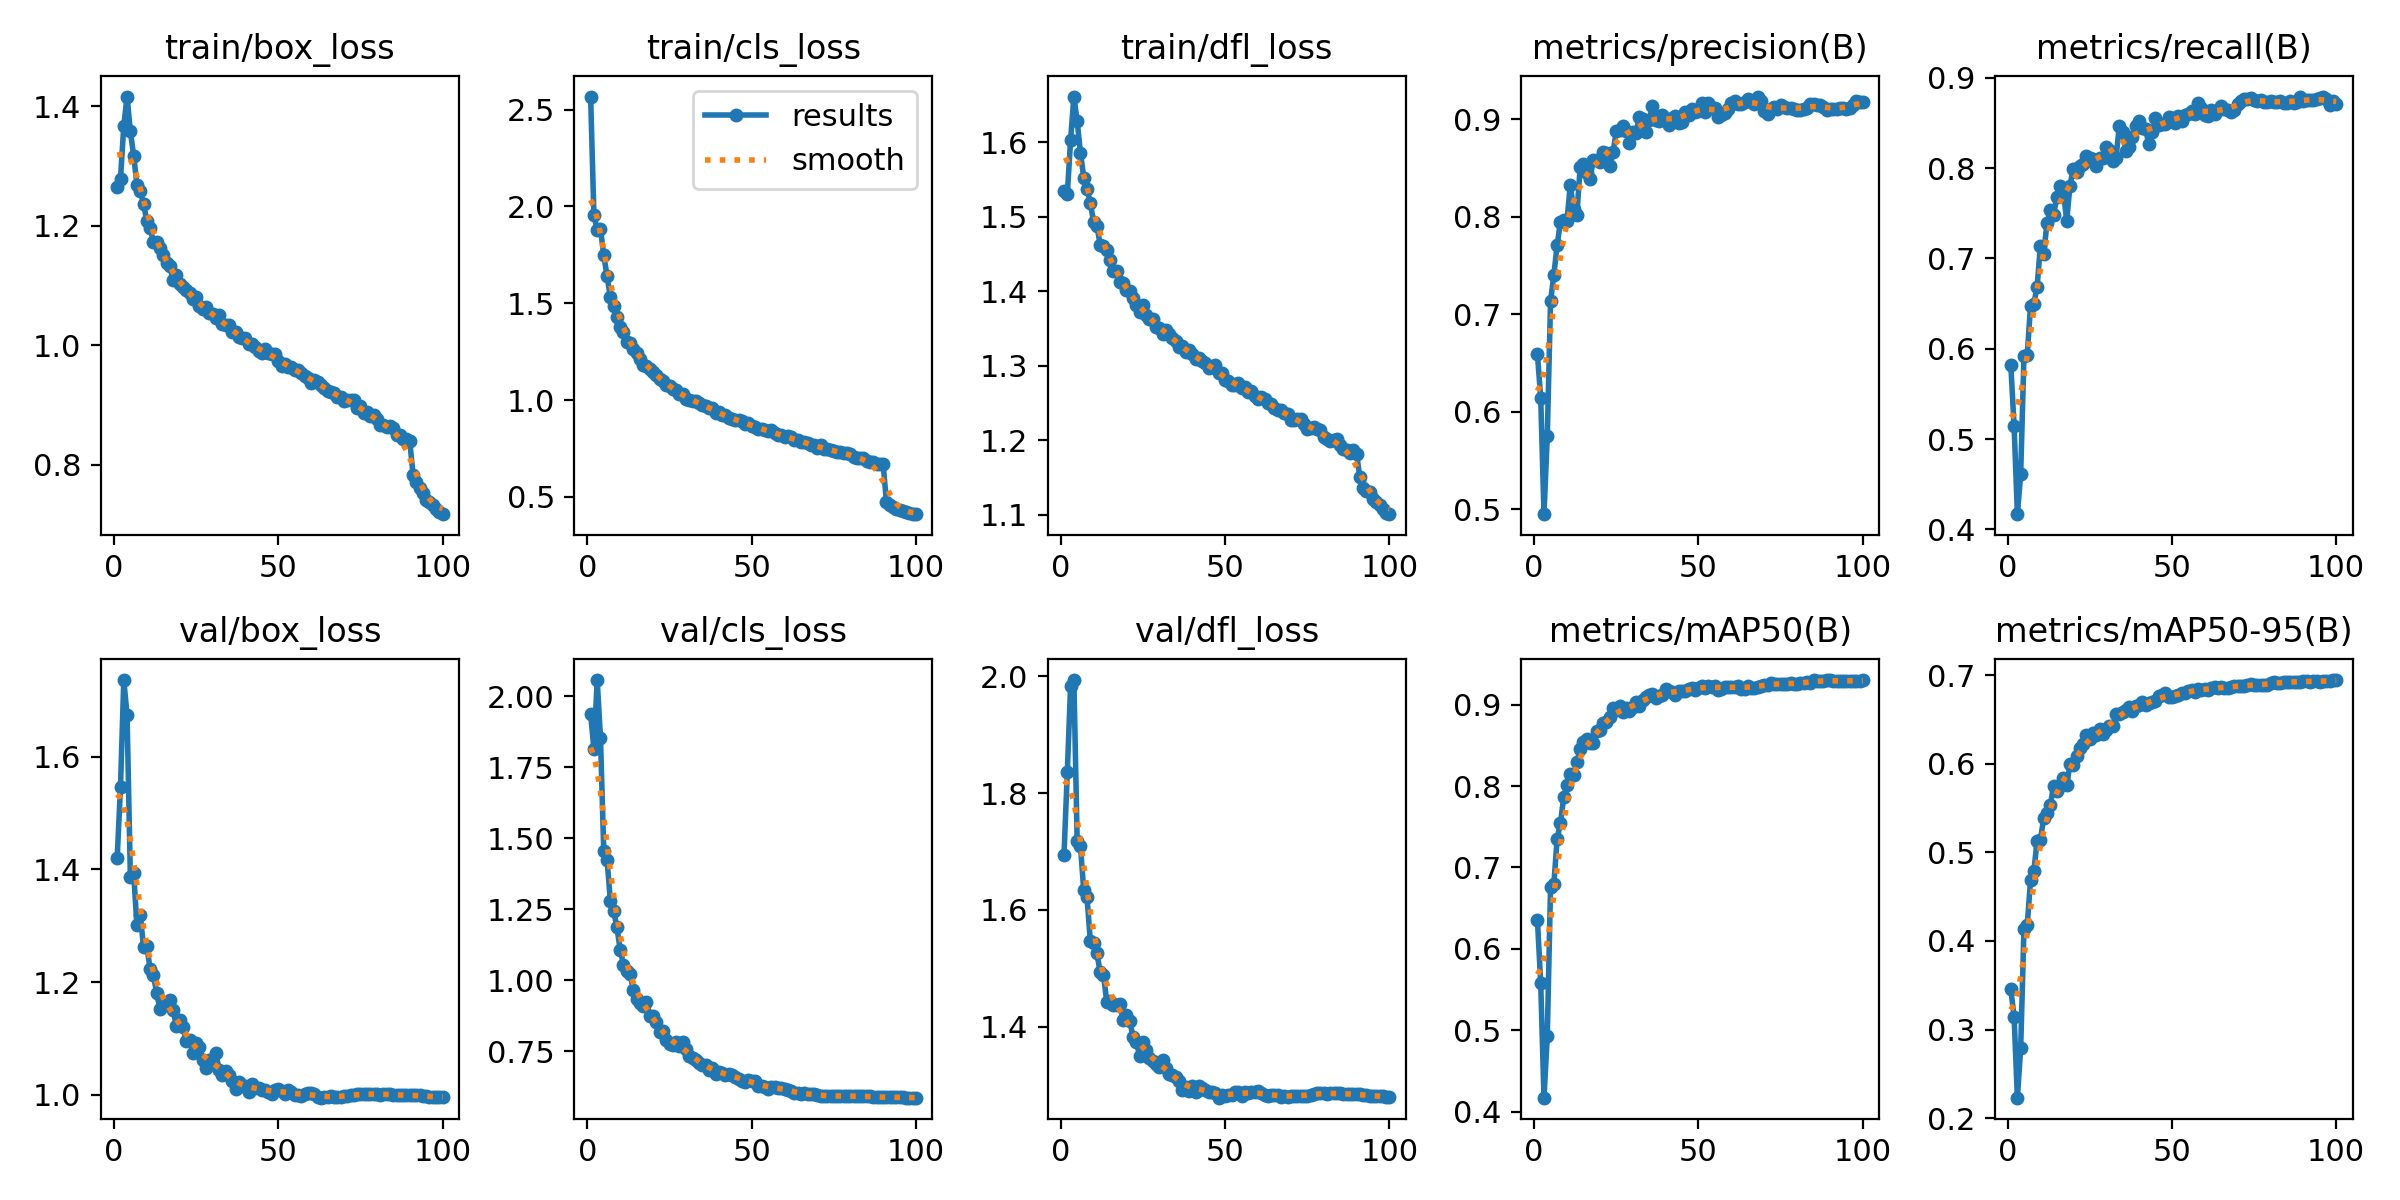 train/box_loss
1.4
1.2
1.0
0.8
0 50 100
train/cls_loss
results
smooth
2.5
2.0
1.5
1.0
0.5
0 50 100
train/dfl_loss
1.6
1.5
1.4
1.3
1.2
1.1
0 50 100
metrics/precision(B)
0.9
0.8
0.7
0.6
0.5
0 50 100
metrics/recall(B)
0.9
0.8
0.7
0.6
0.5
0.4
0 50 100
val/box_loss
1.6
1.4
1.2
1.0
0 50 100
val/cls_loss
2.00
1.75
1.50
1.25
1.00
0.75
0 50 100
val/dfl_loss
2.0
1.8
1.6
1.4
0 50 100
metrics/mAP50(B)
0.9
0.8
0.7
0.6
0.5
0.4
0 50 100
metrics/mAP50-95(B)
0.7
0.6
0.5
0.4
0.3
0.2
0 50 100